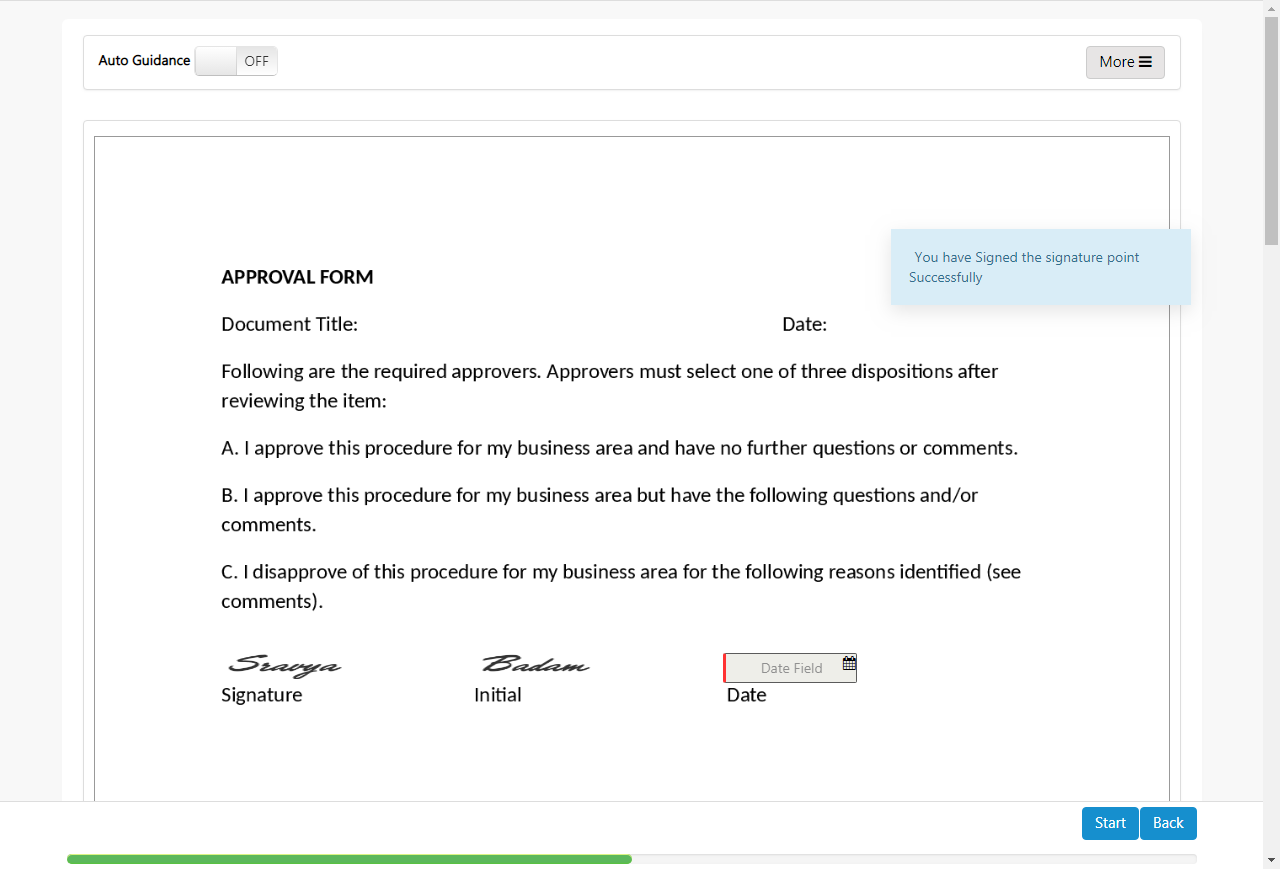 Auto Guidance OFF More
You have Signed the signature point
Successfully
APPROVAL FORM
Document Title: Date:
Following are the required approvers. Approvers must select one of three dispositions after
reviewing the item:
A. I approve this procedure for my business area and have no further questions or comments.
B. I approve this procedure for my business area but have the following questions and/or
comments.
C. I disapprove of this procedure for my business area for the following reasons identified (see
comments).
Sravya Badam Date Field
Signature Initial Date
Start Back